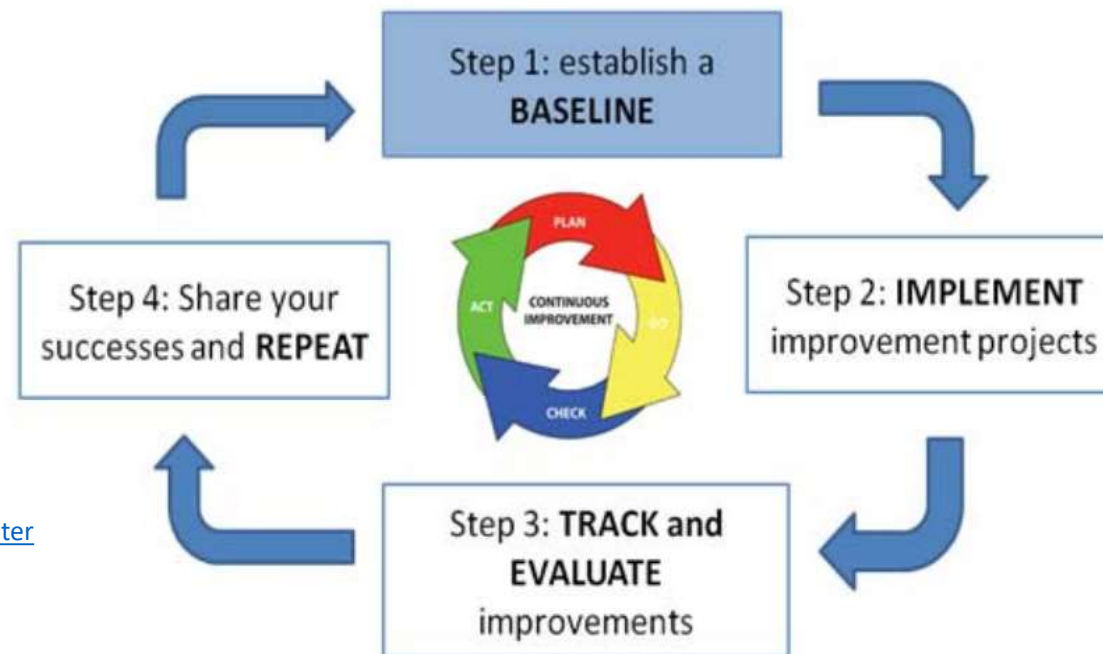 Step 1: establish a
BASELINE
Step 2: IMPLEMENT
improvement projects
Step 3: TRACK and
EVALUATE
improvements
Step 4: Share your
successes and REPEAT
PLAN
DO
CHECK
ACT
CONTINUOUS
IMPROVEMENT
ter